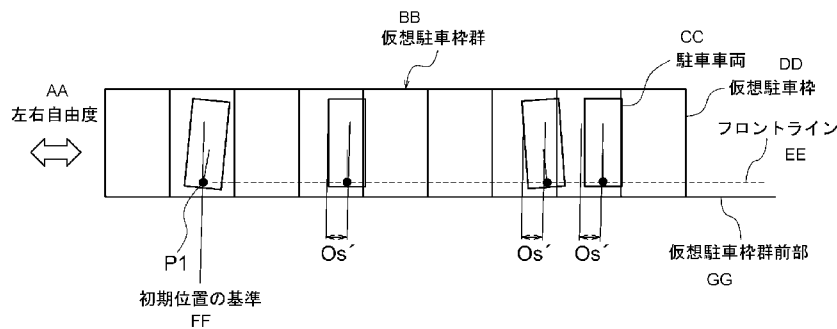 BB
仮想駐車枠群
CC
駐車車両
DD
仮想駐車枠
AA
左右自由度
フロントライン
EE
P1
Os´
Os´
Os´
初期位置の基準
FF
仮想駐車枠群前部
GG